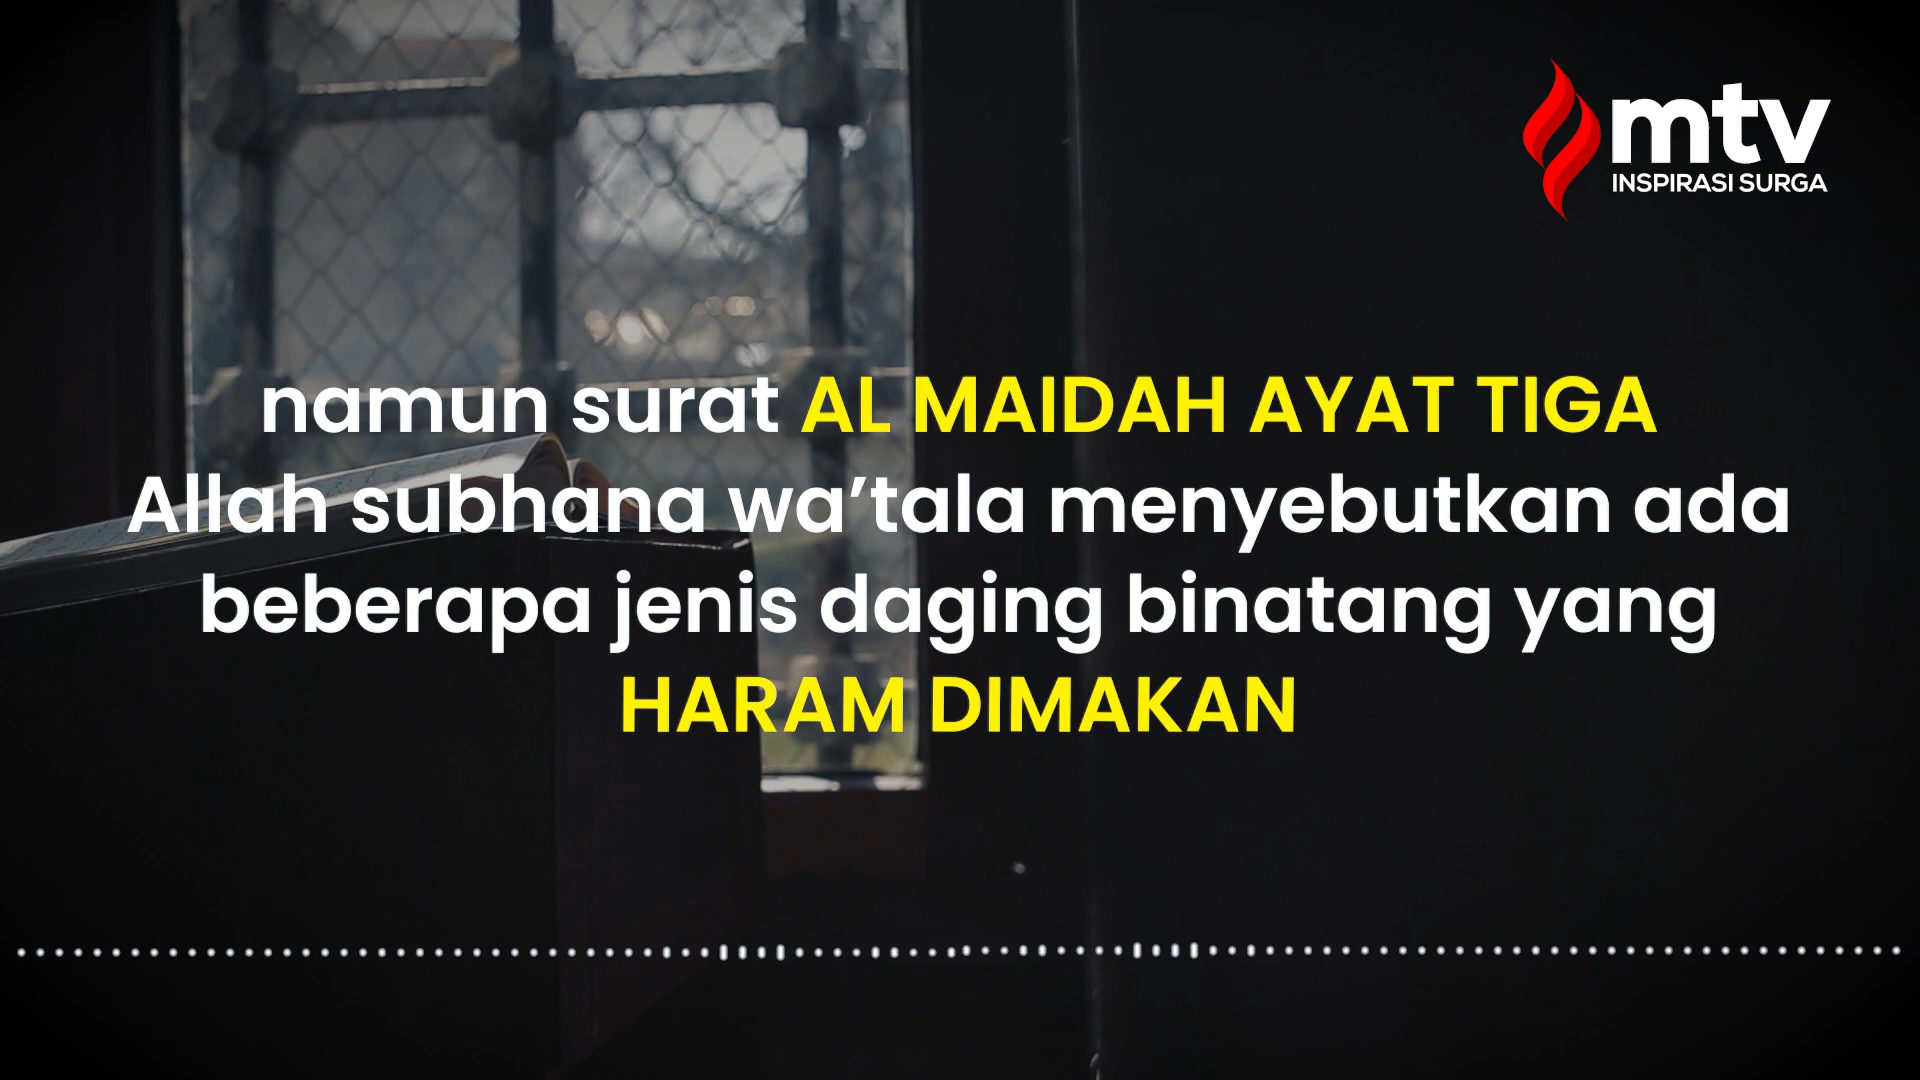 mtv
INSPIRASI SURGA
namun surat AL MAIDAH AYAT TIGA
Allah subhana wa’tala menyebutkan ada
beberapa jenis daging binatang yang
HARAM DIMAKAN